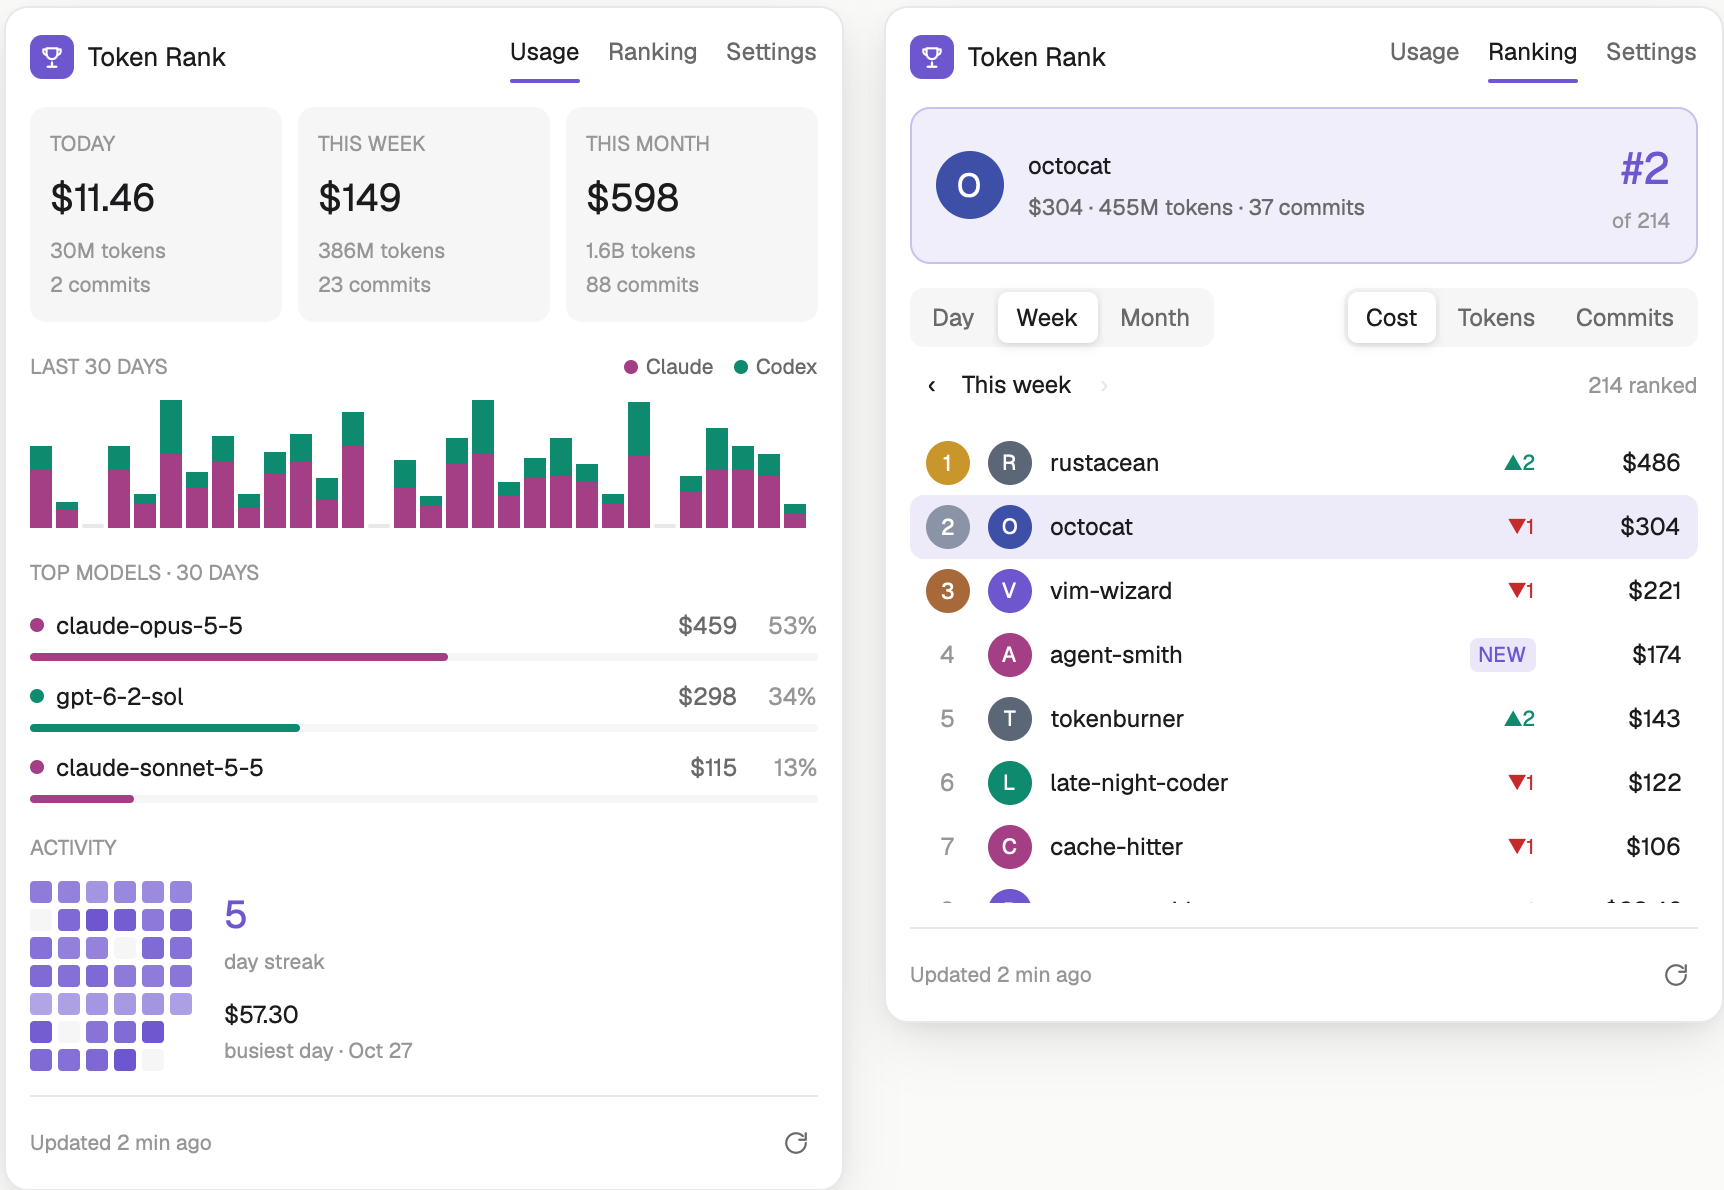 Token Rank
Usage Ranking Settings
TODAY
$11.46
30M tokens
2 commits
THIS WEEK
$149
386M tokens
23 commits
THIS MONTH
$598
1.6B tokens
88 commits
LAST 30 DAYS
Claude Codex
TOP MODELS · 30 DAYS
claude-opus-5-5 $459 53%
gpt-6-2-sol $298 34%
claude-sonnet-5-5 $115 13%
ACTIVITY
5
day streak
$57.30
busiest day · Oct 27
Updated 2 min ago
Token Rank
Usage Ranking Settings
O
octocat
$304 · 455M tokens · 37 commits
#2
of 214
Day Week Month
Cost Tokens Commits
‹ This week ›
214 ranked
1 R rustacean ▲2 $486
2 O octocat ▼1 $304
3 V vim-wizard ▼1 $221
4 A agent-smith NEW $174
5 T tokenburner ▲2 $143
6 L late-night-coder ▼1 $122
7 C cache-hitter ▼1 $106
Updated 2 min ago